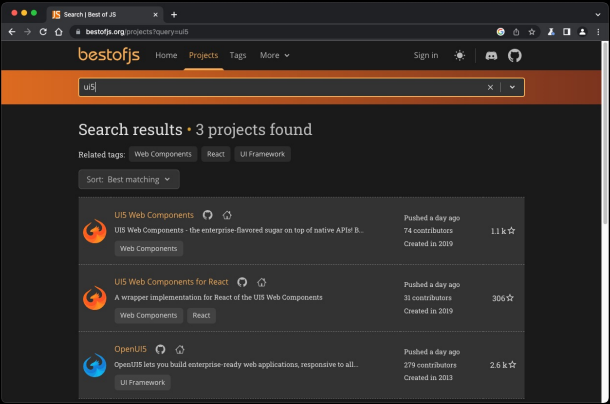 Search | Best of JS
bestofjs.org/projects?query=ui5
bestofjs Home Projects Tags More Sign in
ui5
Search results • 3 projects found
Related tags: Web Components React UI Framework
Sort: Best matching
UI5 Web Components
UI5 Web Components - the enterprise-flavored sugar on top of native APIs! B...
Web Components
Pushed a day ago
74 contributors
Created in 2019
1.1 k
UI5 Web Components for React
A wrapper implementation for React of the UI5 Web Components
Web Components React
Pushed a day ago
31 contributors
Created in 2019
306
OpenUI5
OpenUI5 lets you build enterprise-ready web applications, responsive to all...
UI Framework
Pushed a day ago
279 contributors
Created in 2013
2.6 k